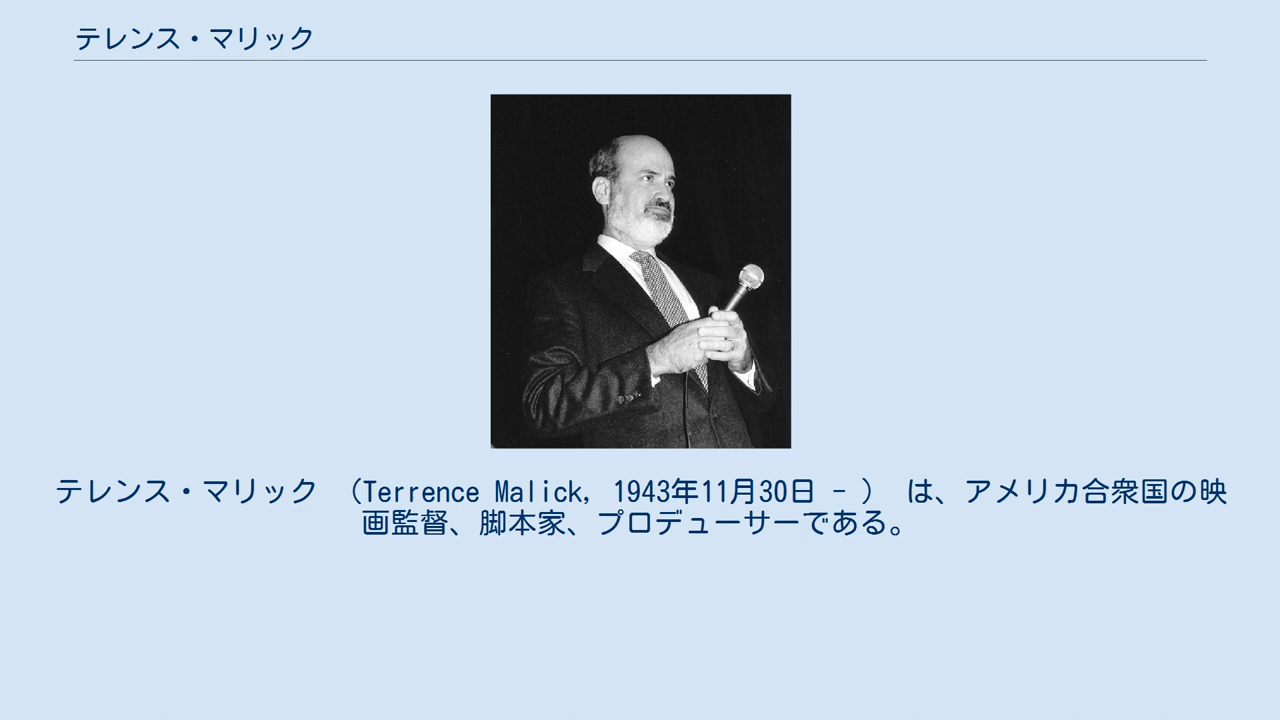 テレンス・マリック
テレンス・マリック （Terrence Malick, 1943年11月30日 - ） は、アメリカ合衆国の映
画監督、脚本家、プロデューサーである。